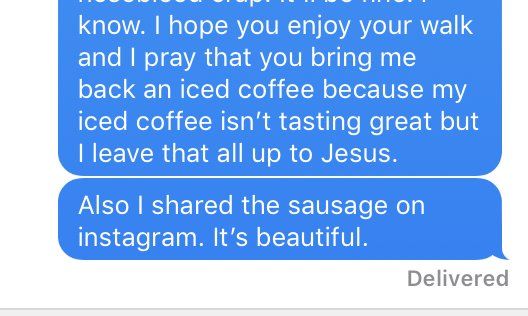 know. I hope you enjoy your walk
and I pray that you bring me
back an iced coffee because my
iced coffee isn’t tasting great but
I leave that all up to Jesus.
Also I shared the sausage on
instagram. It’s beautiful.
Delivered